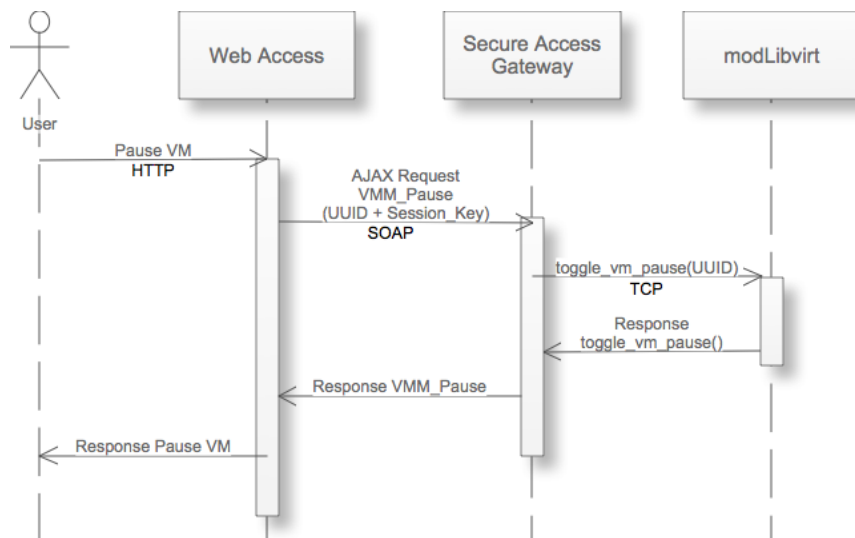 Web Access
Secure Access
Gateway
modLibvirt
User
Pause VM
HTTP
AJAX Request
VMM_Pause
(UUID + Session_Key)
SOAP
toggle_vm_pause(UUID)
TCP
Response
toggle_vm_pause()
Response VMM_Pause
Response Pause VM